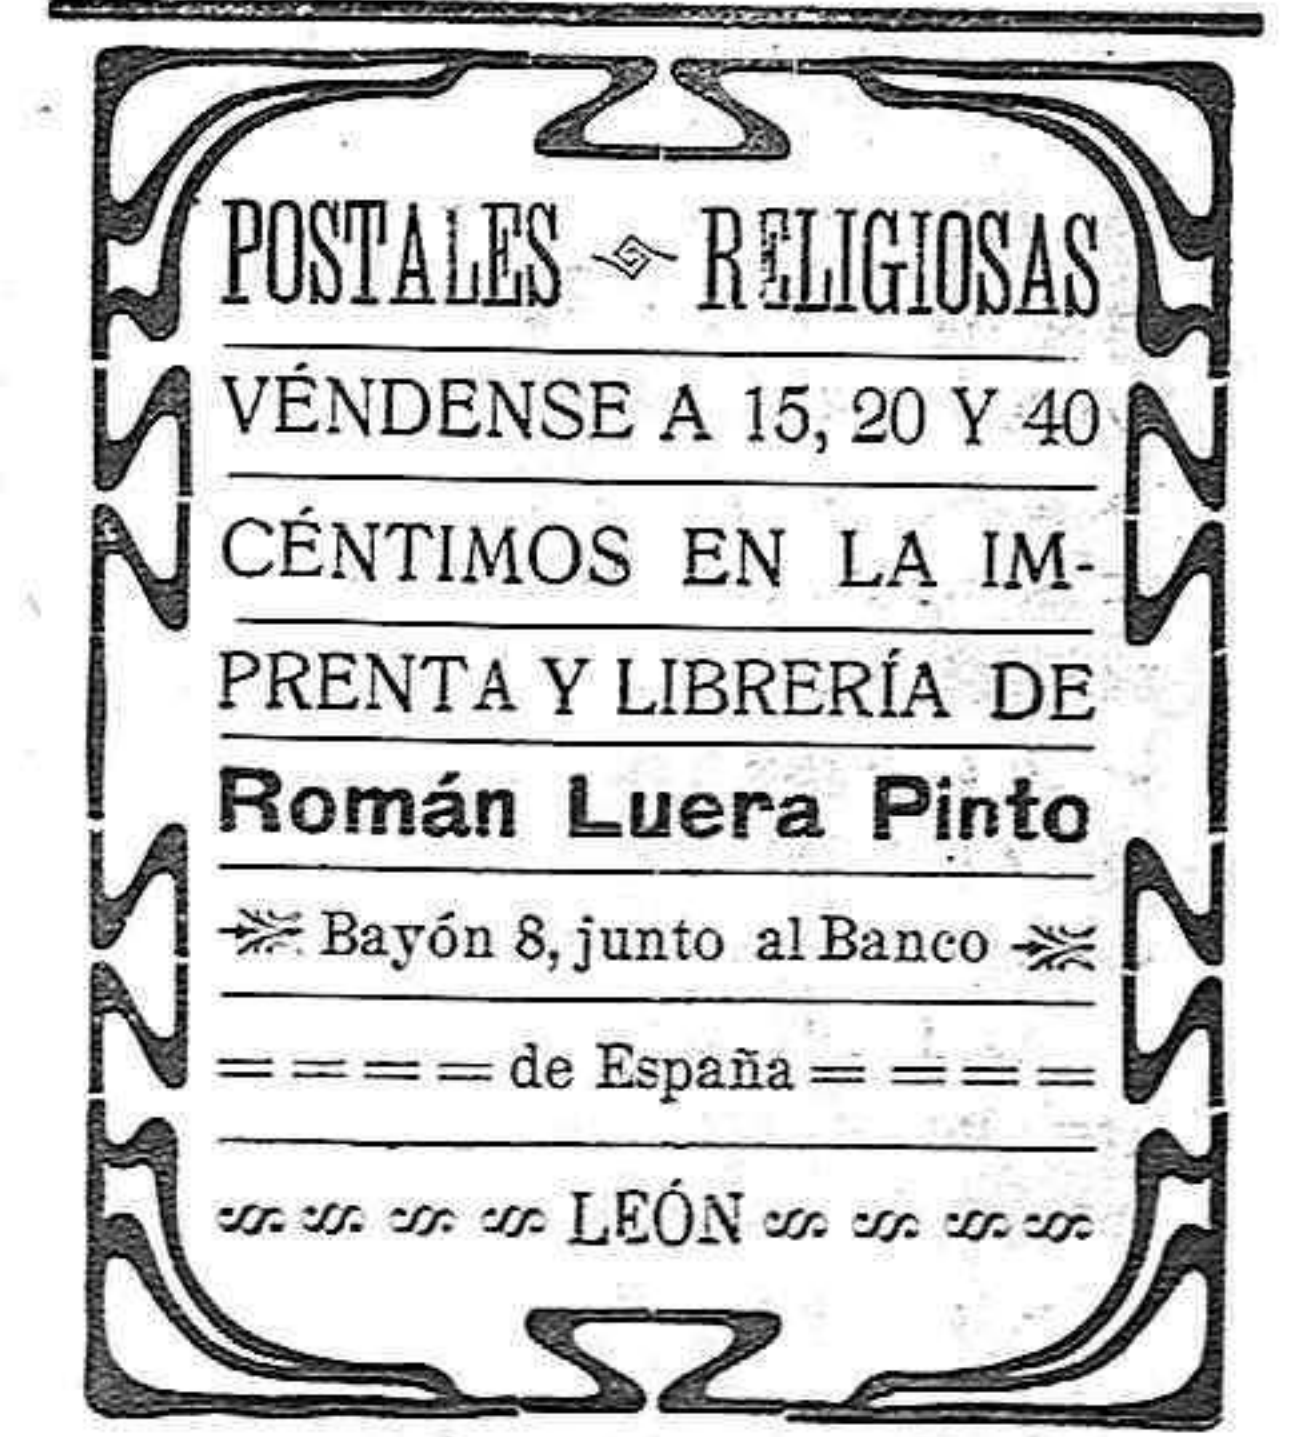 POSTALES RELIGIOSAS
VÉNDENSE A 15, 20 Y 40
CÉNTIMOS EN LA IM-
PRENTA Y LIBRERÍA DE
Román Luera Pinto
Bayón 8, junto al Banco
de España
LEÓN